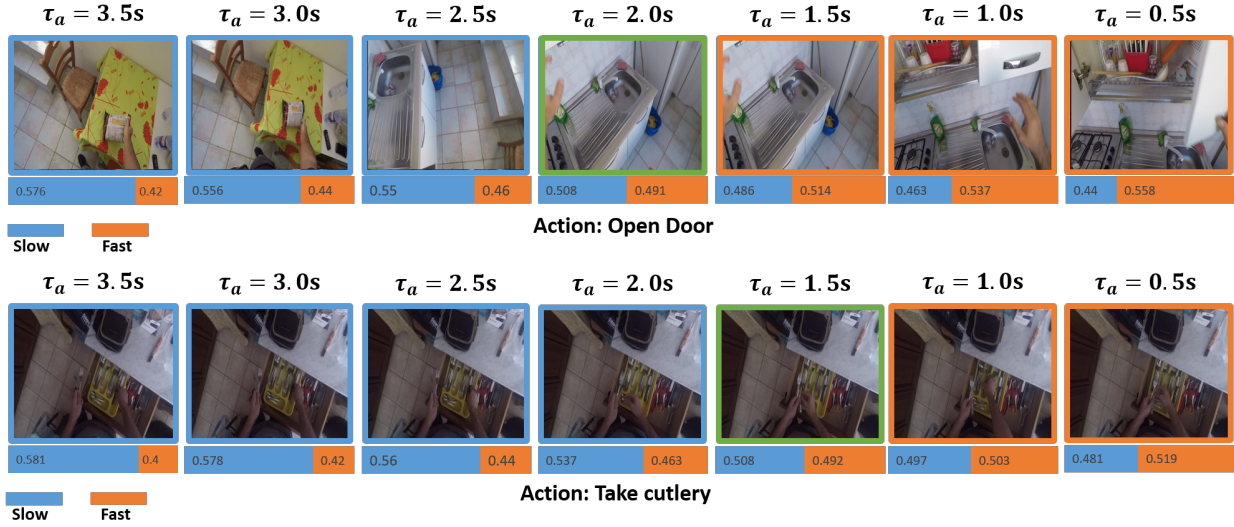 τₐ = 3.5s τₐ = 3.0s τₐ = 2.5s τₐ = 2.0s τₐ = 1.5s τₐ = 1.0s τₐ = 0.5s
0.576 0.42 0.556 0.44 0.55 0.46 0.508 0.491 0.486 0.514 0.463 0.537 0.44 0.558
Action: Open Door
Slow Fast
τₐ = 3.5s τₐ = 3.0s τₐ = 2.5s τₐ = 2.0s τₐ = 1.5s τₐ = 1.0s τₐ = 0.5s
0.581 0.4 0.578 0.42 0.56 0.44 0.537 0.463 0.508 0.492 0.497 0.503 0.481 0.519
Action: Take cutlery
Slow Fast